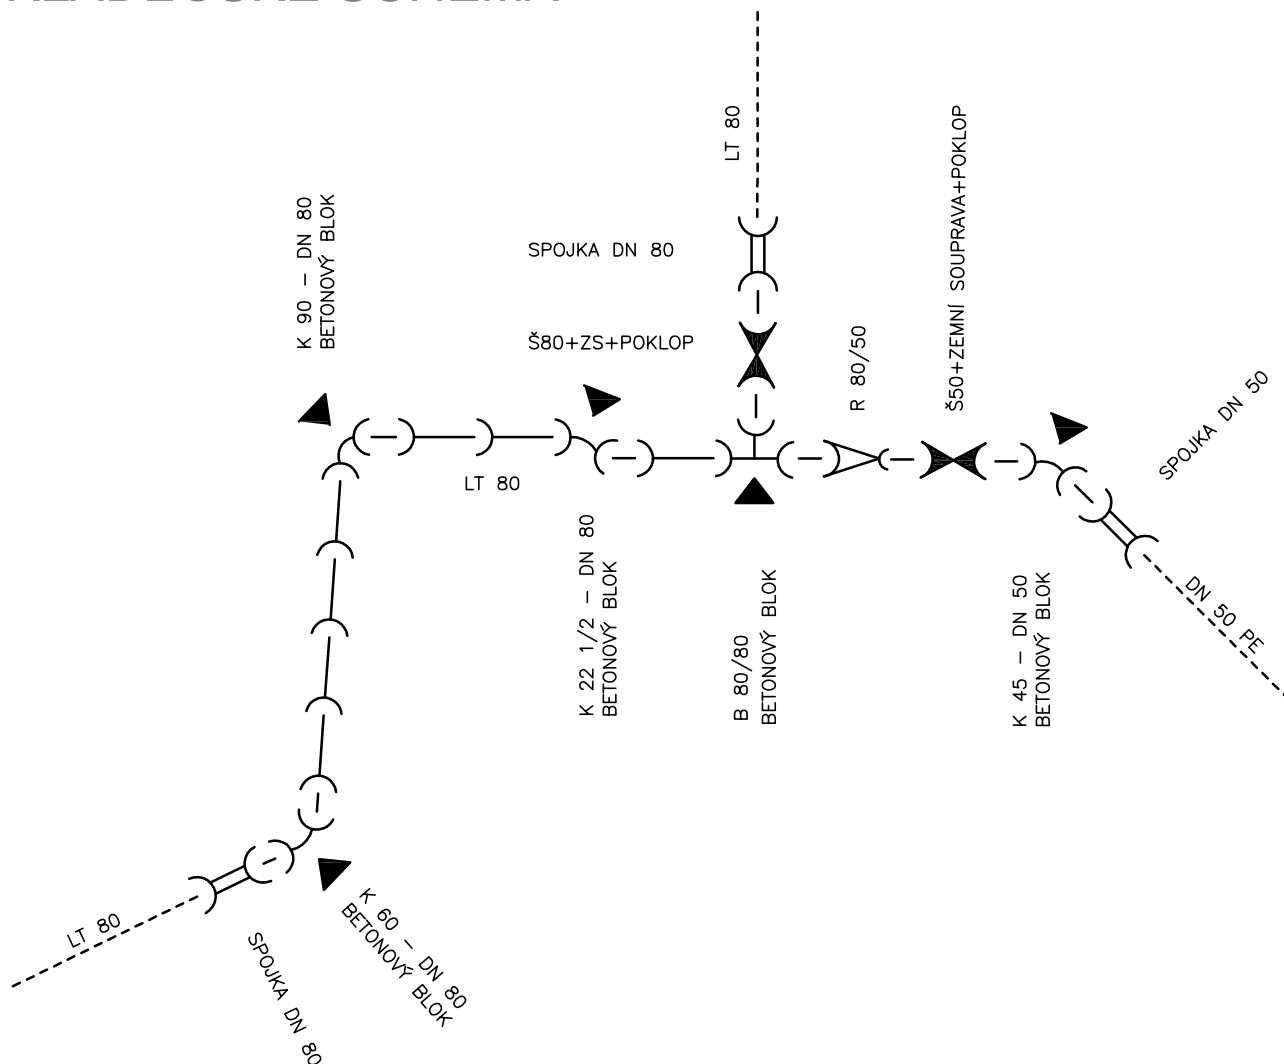 LT 80
K 90 - DN 80
BETONOVÝ BLOK
SPOJKA DN 80
Š80+ZS+POKLOP
R 80/50
Š50+ZEMNÍ SOUPRAVA+POKLOP
SPOJKA DN 50
LT 80
K 22 1/2 - DN 80
BETONOVÝ BLOK
B 80/80
BETONOVÝ BLOK
K 45 - DN 50
BETONOVÝ BLOK
DN 50 PE
LT 80
K 60 - DN 80
BETONOVÝ BLOK
SPOJKA DN 80